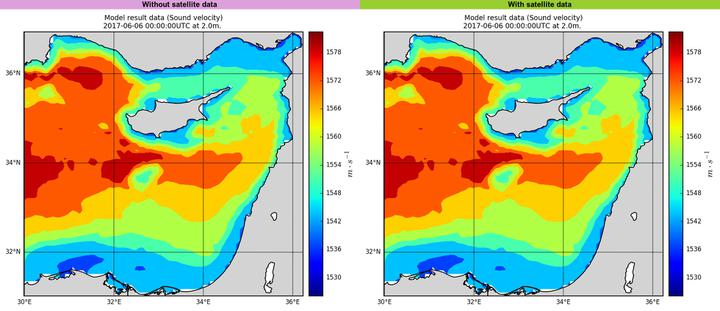 Without satellite data
With satellite data
Model result data (Sound velocity)
2017-06-06 00:00:00UTC at 2.0m.
36°N
34°N
32°N
30°E
32°E
34°E
36°E
1578
1572
1566
1560
1554
1548
1542
1536
1530
m · s⁻¹
Model result data (Sound velocity)
2017-06-06 00:00:00UTC at 2.0m.
36°N
34°N
32°N
30°E
32°E
34°E
36°E
1578
1572
1566
1560
1554
1548
1542
1536
1530
m · s⁻¹